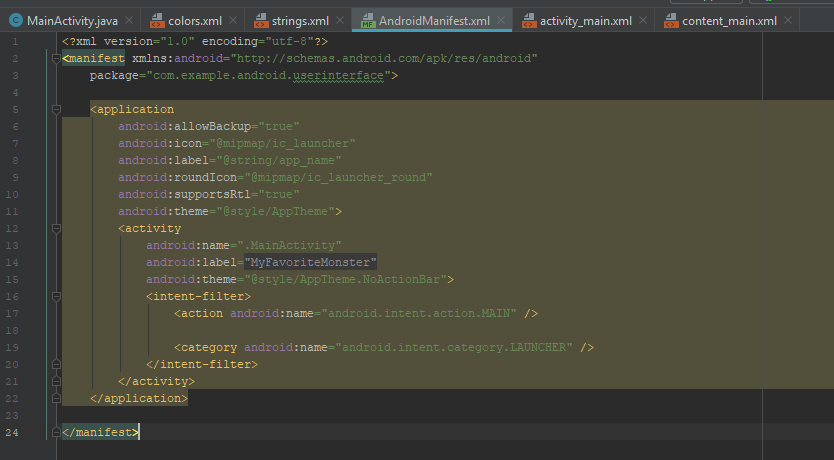 MainActivity.java colors.xml strings.xml AndroidManifest.xml activity_main.xml content_main.xml
1 <?xml version="1.0" encoding="utf-8"?>
2 <manifest xmlns:android="http://schemas.android.com/apk/res/android"
3 package="com.example.android.userinterface">
4
5 <application
6 android:allowBackup="true"
7 android:icon="@mipmap/ic_launcher"
8 android:label="@string/app_name"
9 android:roundIcon="@mipmap/ic_launcher_round"
10 android:supportsRtl="true"
11 android:theme="@style/AppTheme">
12 <activity
13 android:name=".MainActivity"
14 android:label="MyFavoriteMonster"
15 android:theme="@style/AppTheme.NoActionBar">
16 <intent-filter>
17 <action android:name="android.intent.action.MAIN" />
18
19 <category android:name="android.intent.category.LAUNCHER" />
20 </intent-filter>
21 </activity>
22 </application>
23
24 </manifest>